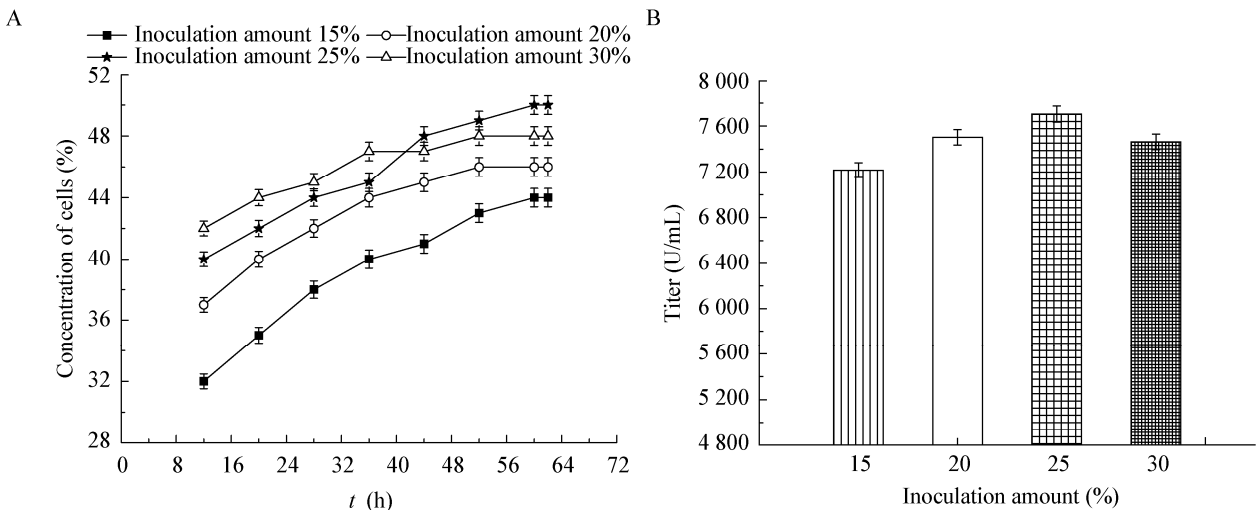 A
Inoculation amount 15%
Inoculation amount 20%
Inoculation amount 25%
Inoculation amount 30%
52
48
44
40
36
32
28
Concentration of cells (%)
0 8 16 24 32 40 48 56 64 72
t (h)
B
8 000
7 600
7 200
6 800
6 400
6 000
5 600
5 200
4 800
Titer (U/mL)
15 20 25 30
Inoculation amount (%)